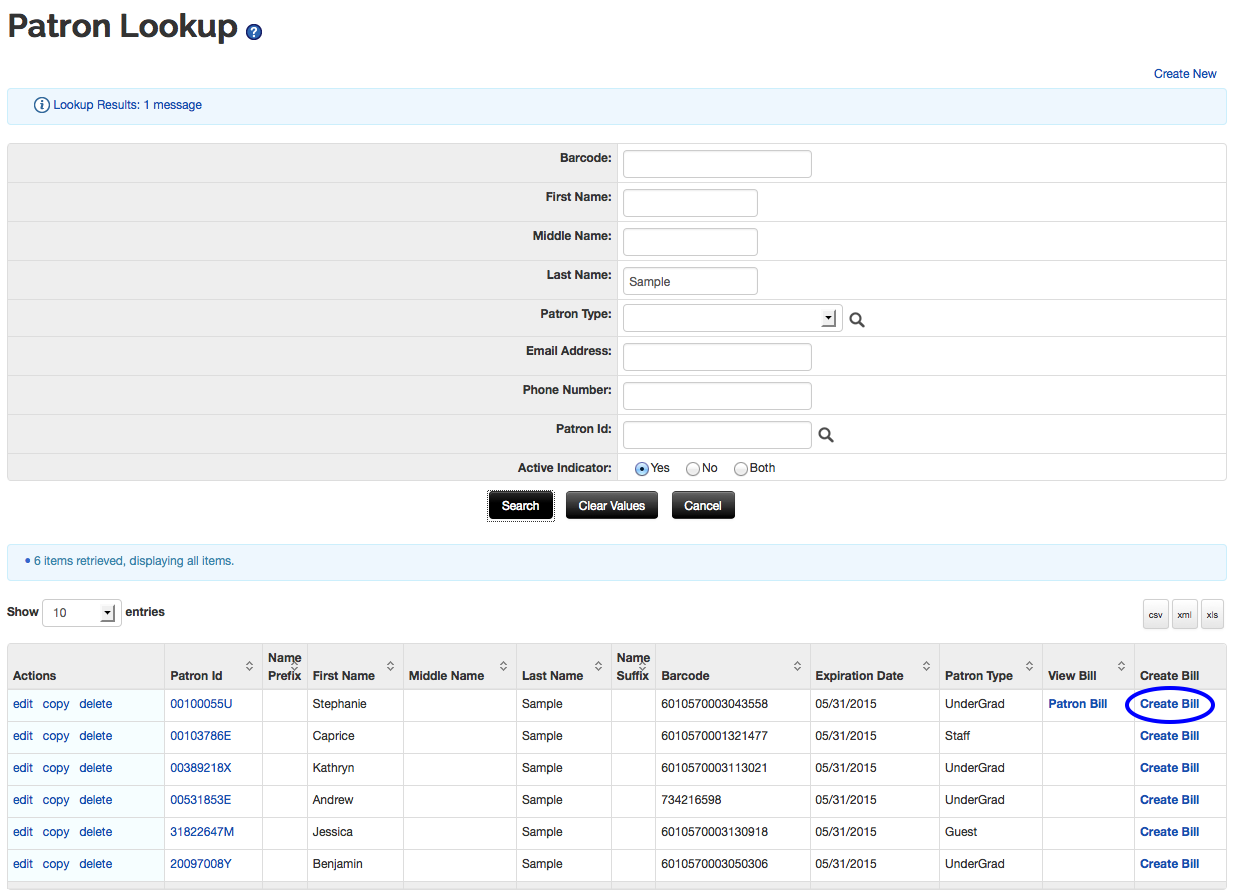 Patron Lookup ?
Create New
Lookup Results: 1 message
Barcode:
First Name:
Middle Name:
Last Name: Sample
Patron Type:
Email Address:
Phone Number:
Patron Id:
Active Indicator: Yes No Both
Search Clear Values Cancel
• 6 items retrieved, displaying all items.
Show 10 entries csv xml xls
Actions Patron Id Name Prefix First Name Middle Name Last Name Name Suffix Barcode Expiration Date Patron Type View Bill Create Bill
edit copy delete 00100055U Stephanie Sample 6010570003043558 05/31/2015 UnderGrad Patron Bill Create Bill
edit copy delete 00103786E Caprice Sample 6010570001321477 05/31/2015 Staff Create Bill
edit copy delete 00389218X Kathryn Sample 6010570003113021 05/31/2015 UnderGrad Create Bill
edit copy delete 00531853E Andrew Sample 734216598 05/31/2015 UnderGrad Create Bill
edit copy delete 31822647M Jessica Sample 6010570003130918 05/31/2015 Guest Create Bill
edit copy delete 20097008Y Benjamin Sample 6010570003050306 05/31/2015 UnderGrad Create Bill